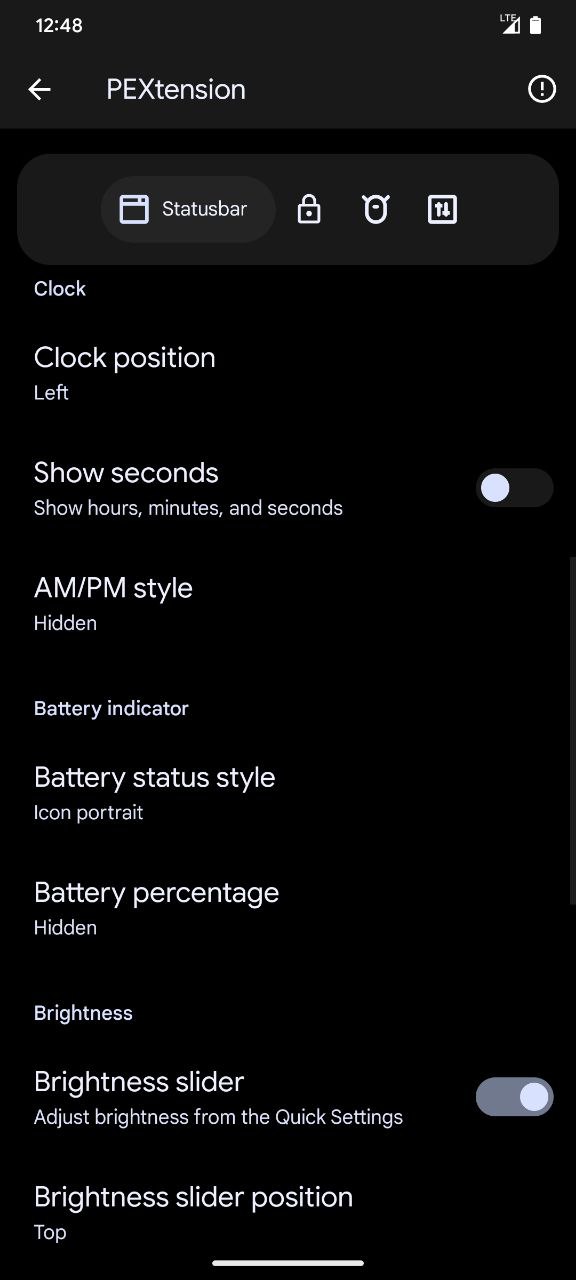 12:48
LTE
PEXtension
Statusbar
Clock
Clock position
Left
Show seconds
Show hours, minutes, and seconds
AM/PM style
Hidden
Battery indicator
Battery status style
Icon portrait
Battery percentage
Hidden
Brightness
Brightness slider
Adjust brightness from the Quick Settings
Brightness slider position
Top